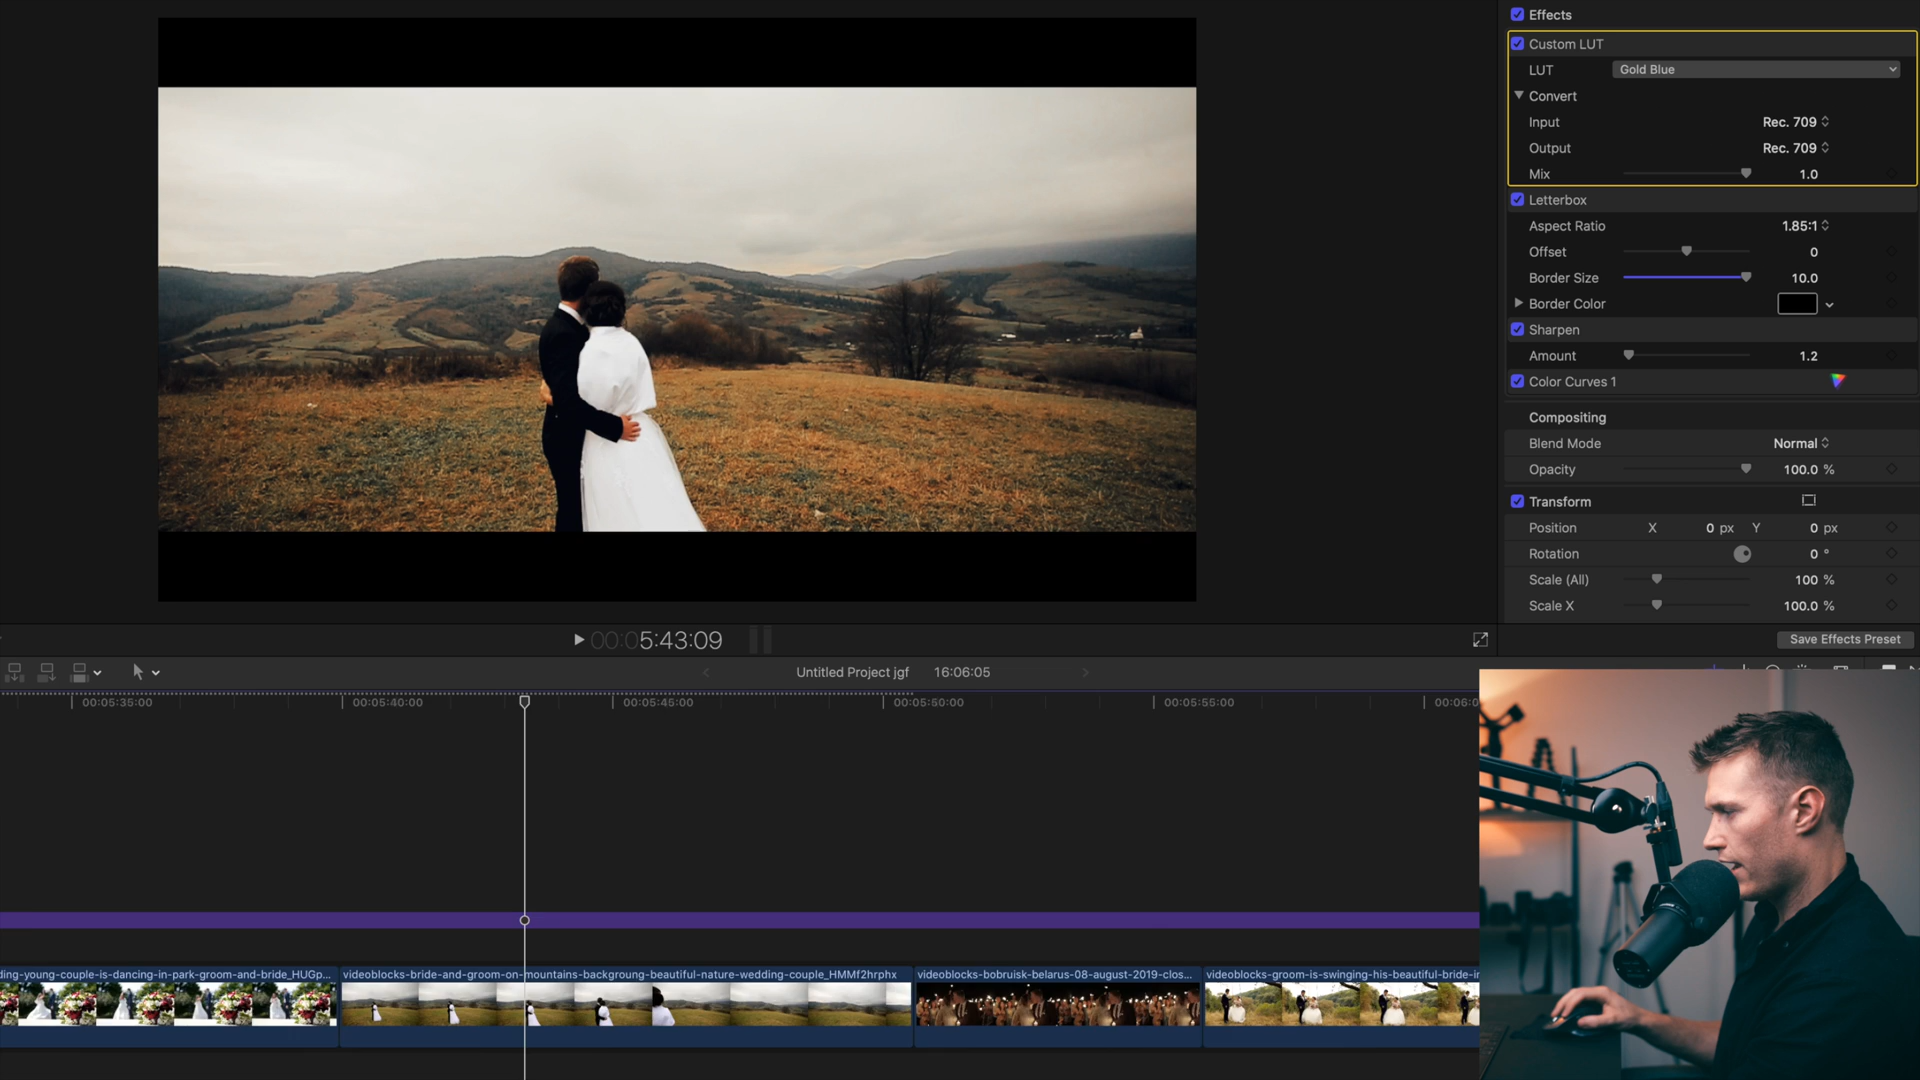 Effects
Custom LUT
LUT Gold Blue
Convert
Input Rec. 709
Output Rec. 709
Mix 1.0
Letterbox
Aspect Ratio 1.85:1
Offset 0
Border Size 10.0
Border Color
Sharpen
Amount 1.2
Color Curves 1
Compositing
Blend Mode Normal
Opacity 100.0 %
Transform
Position X 0 px Y 0 px
Rotation 0 °
Scale (All) 100 %
Scale X 100.0 %
00:05:43:09
Save Effects Preset
Untitled Project jgf 16:06:05
00:05:35:00 00:05:40:00 00:05:45:00 00:05:50:00 00:05:55:00 00:06:0
ding-young-couple-is-dancing-in-park-groom-and-bride_HUGp... videoblocks-bride-and-groom-on-mountains-backgroung-beautiful-nature-wedding-couple_HMMf2hrphx videoblocks-bobruisk-belarus-08-august-2019-clos... videoblocks-groom-is-swinging-his-beautiful-bride-in